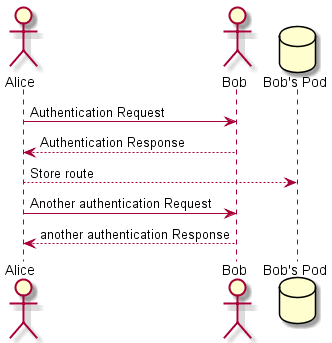 Alice Bob Bob's Pod
Authentication Request
Authentication Response
Store route
Another authentication Request
another authentication Response
Alice Bob Bob's Pod